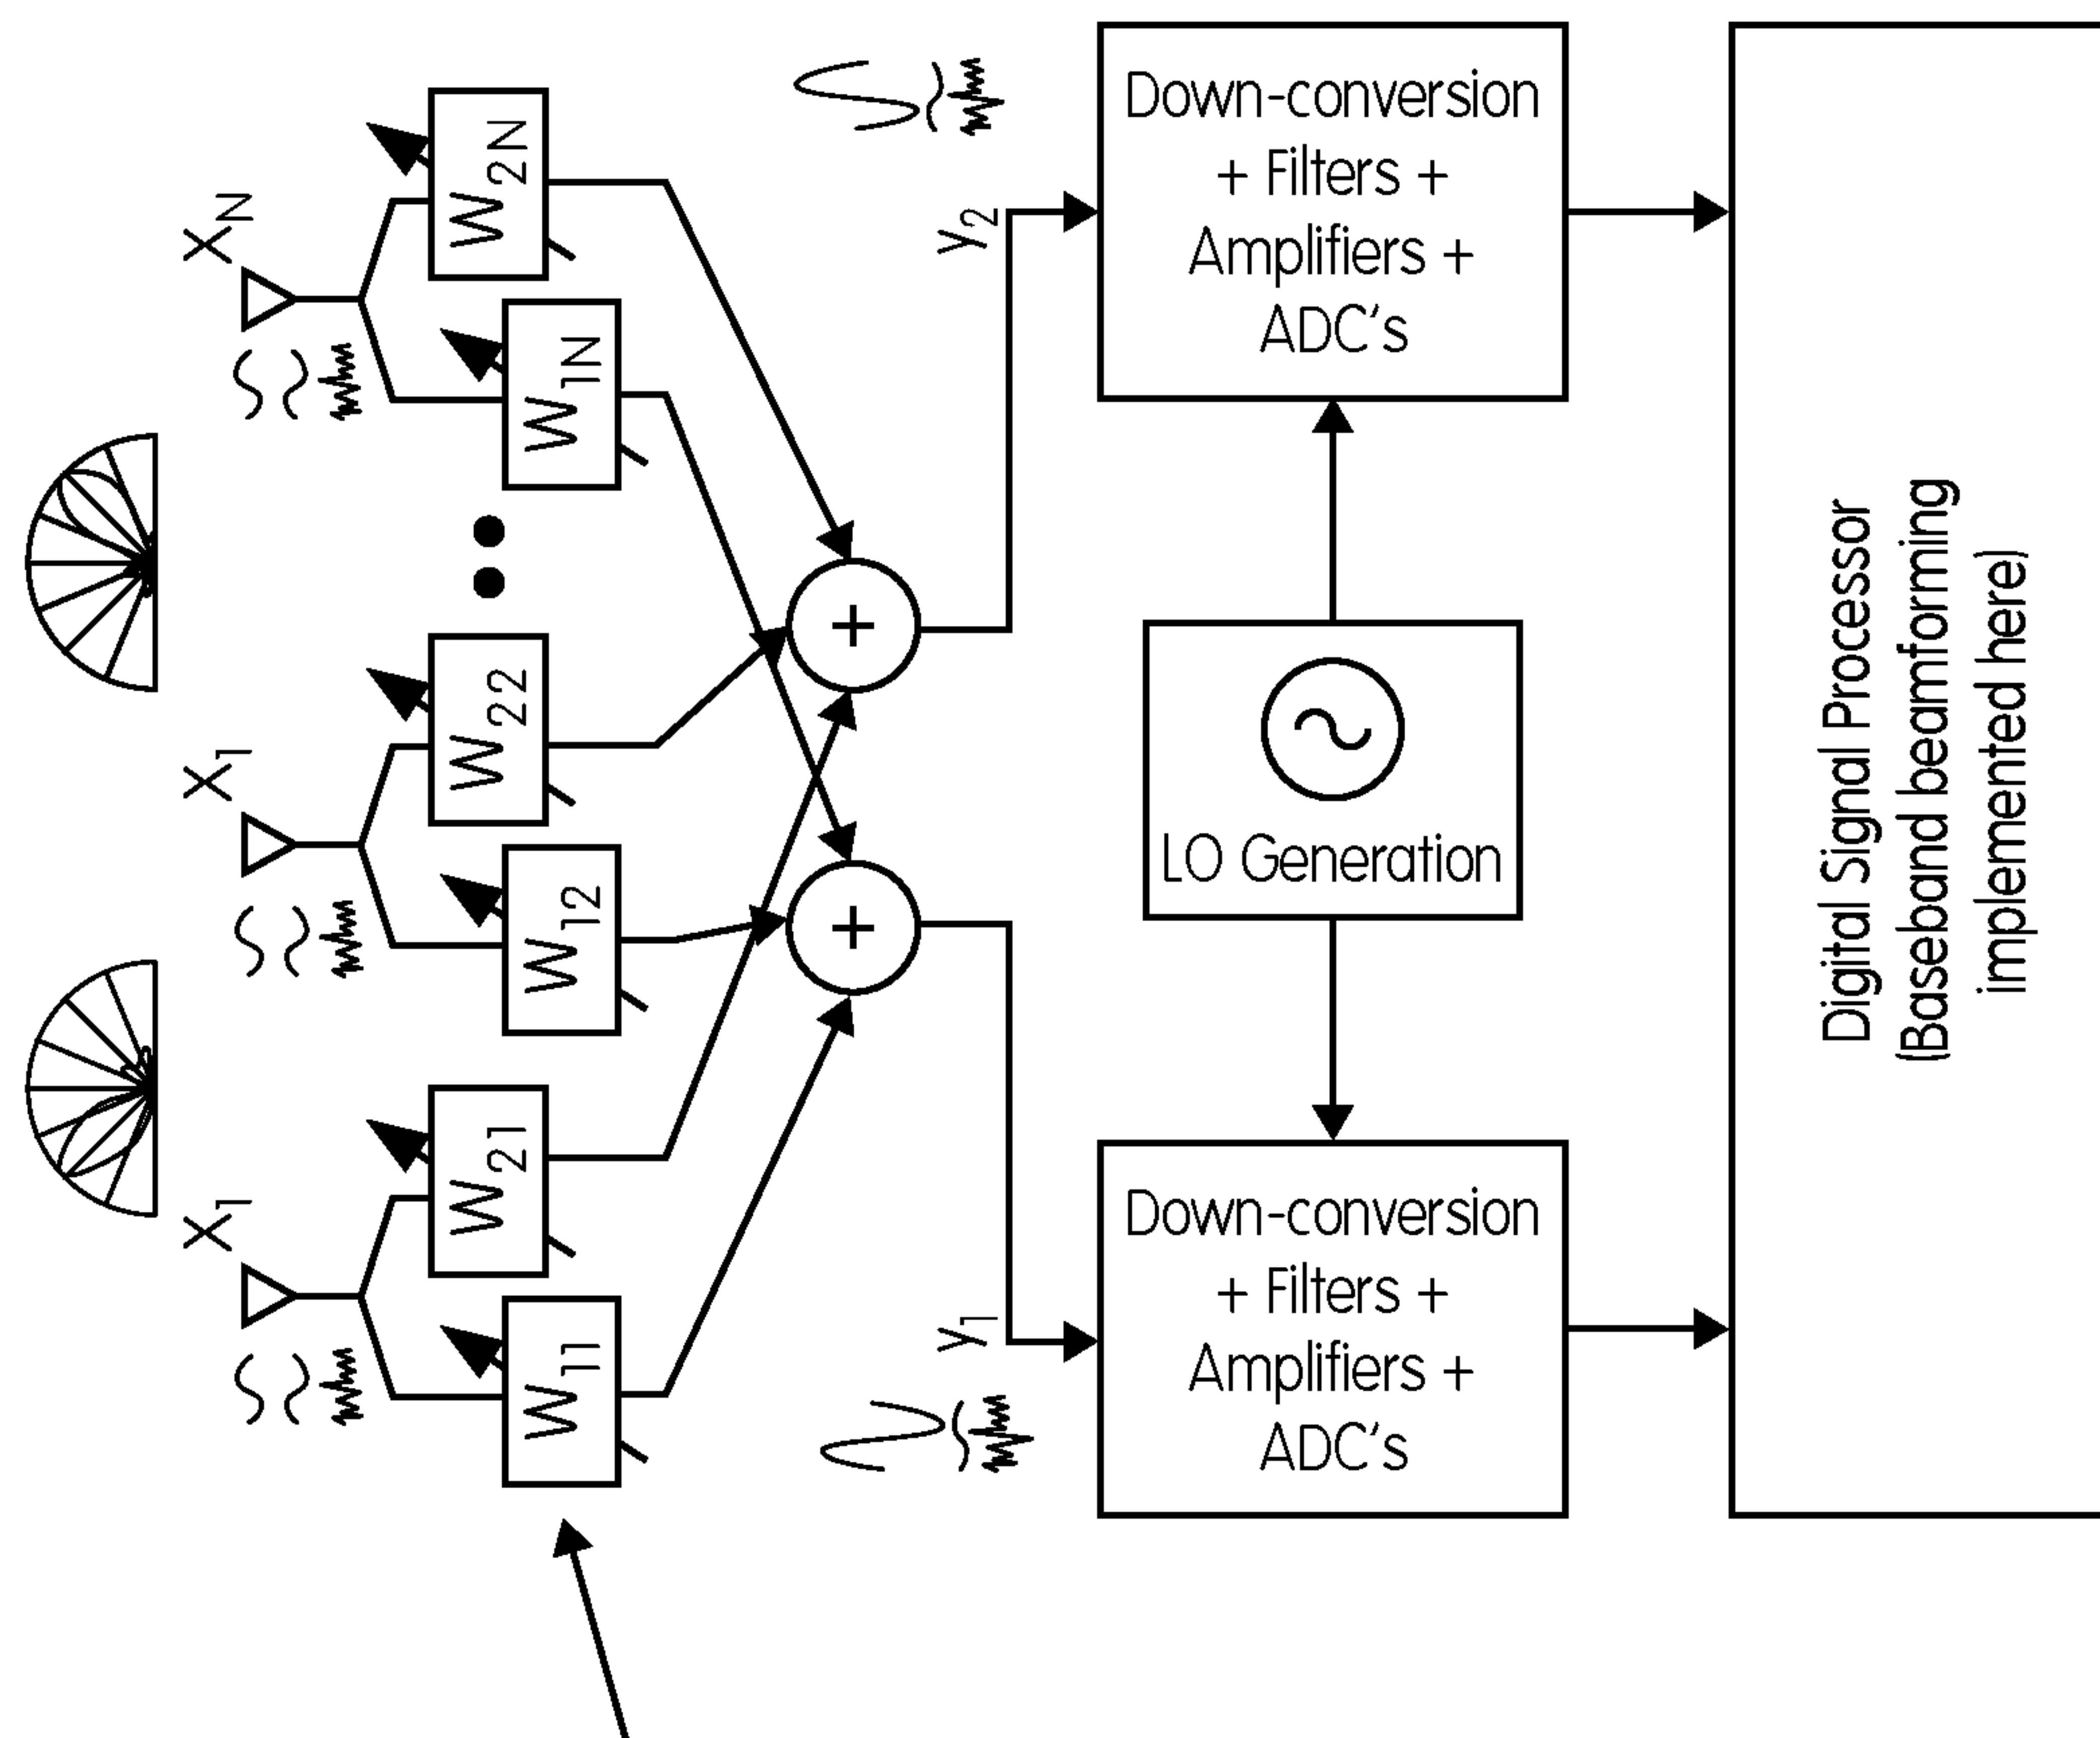 X1
X1
XN
W11
W21
W12
W22
W1N
W2N
+
+
y1
y2
Down-conversion
+ Filters +
Amplifiers +
ADC's
LO Generation
Down-conversion
+ Filters +
Amplifiers +
ADC's
Digital Signal Processor
(Baseband beamforming
implemented here)